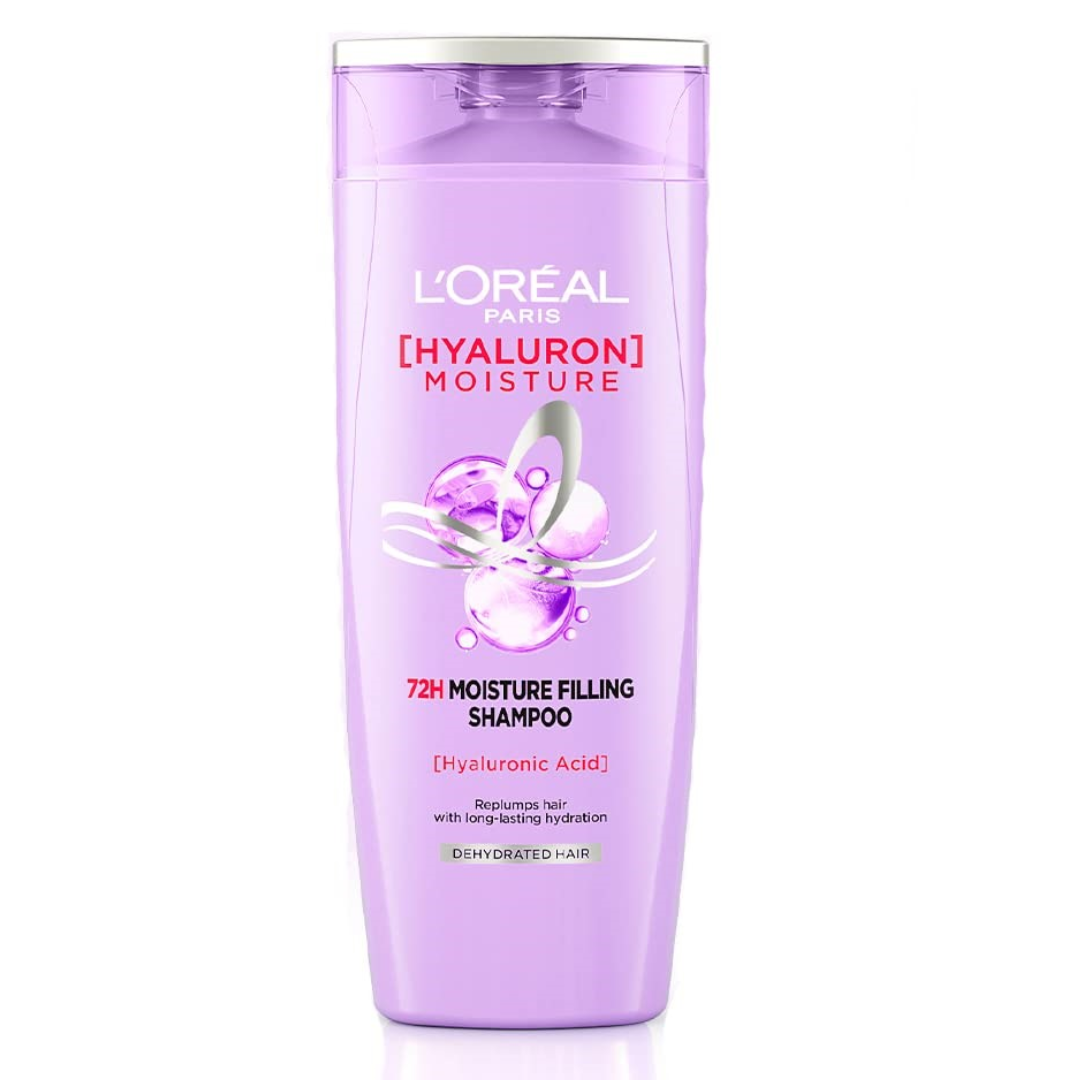 L'ORÉAL
PARIS
[HYALURON]
MOISTURE
72H MOISTURE FILLING
SHAMPOO
[Hyaluronic Acid]
Replumps hair
with long-lasting hydration
DEHYDRATED HAIR